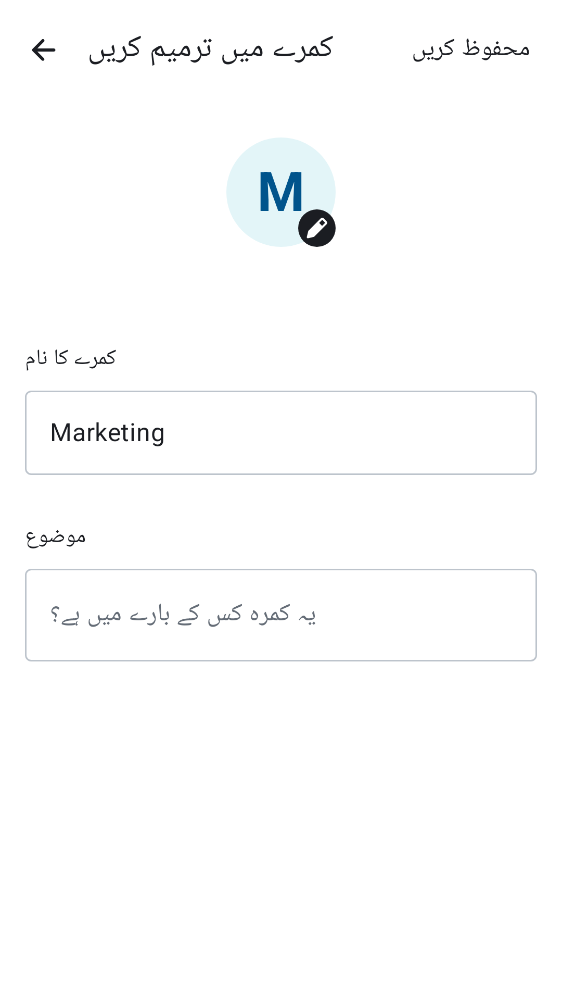 کمرے میں ترمیم کریں
محفوظ کریں
M
کمرے کا نام
Marketing
موضوع
یہ کمرہ کس کے بارے میں ہے؟